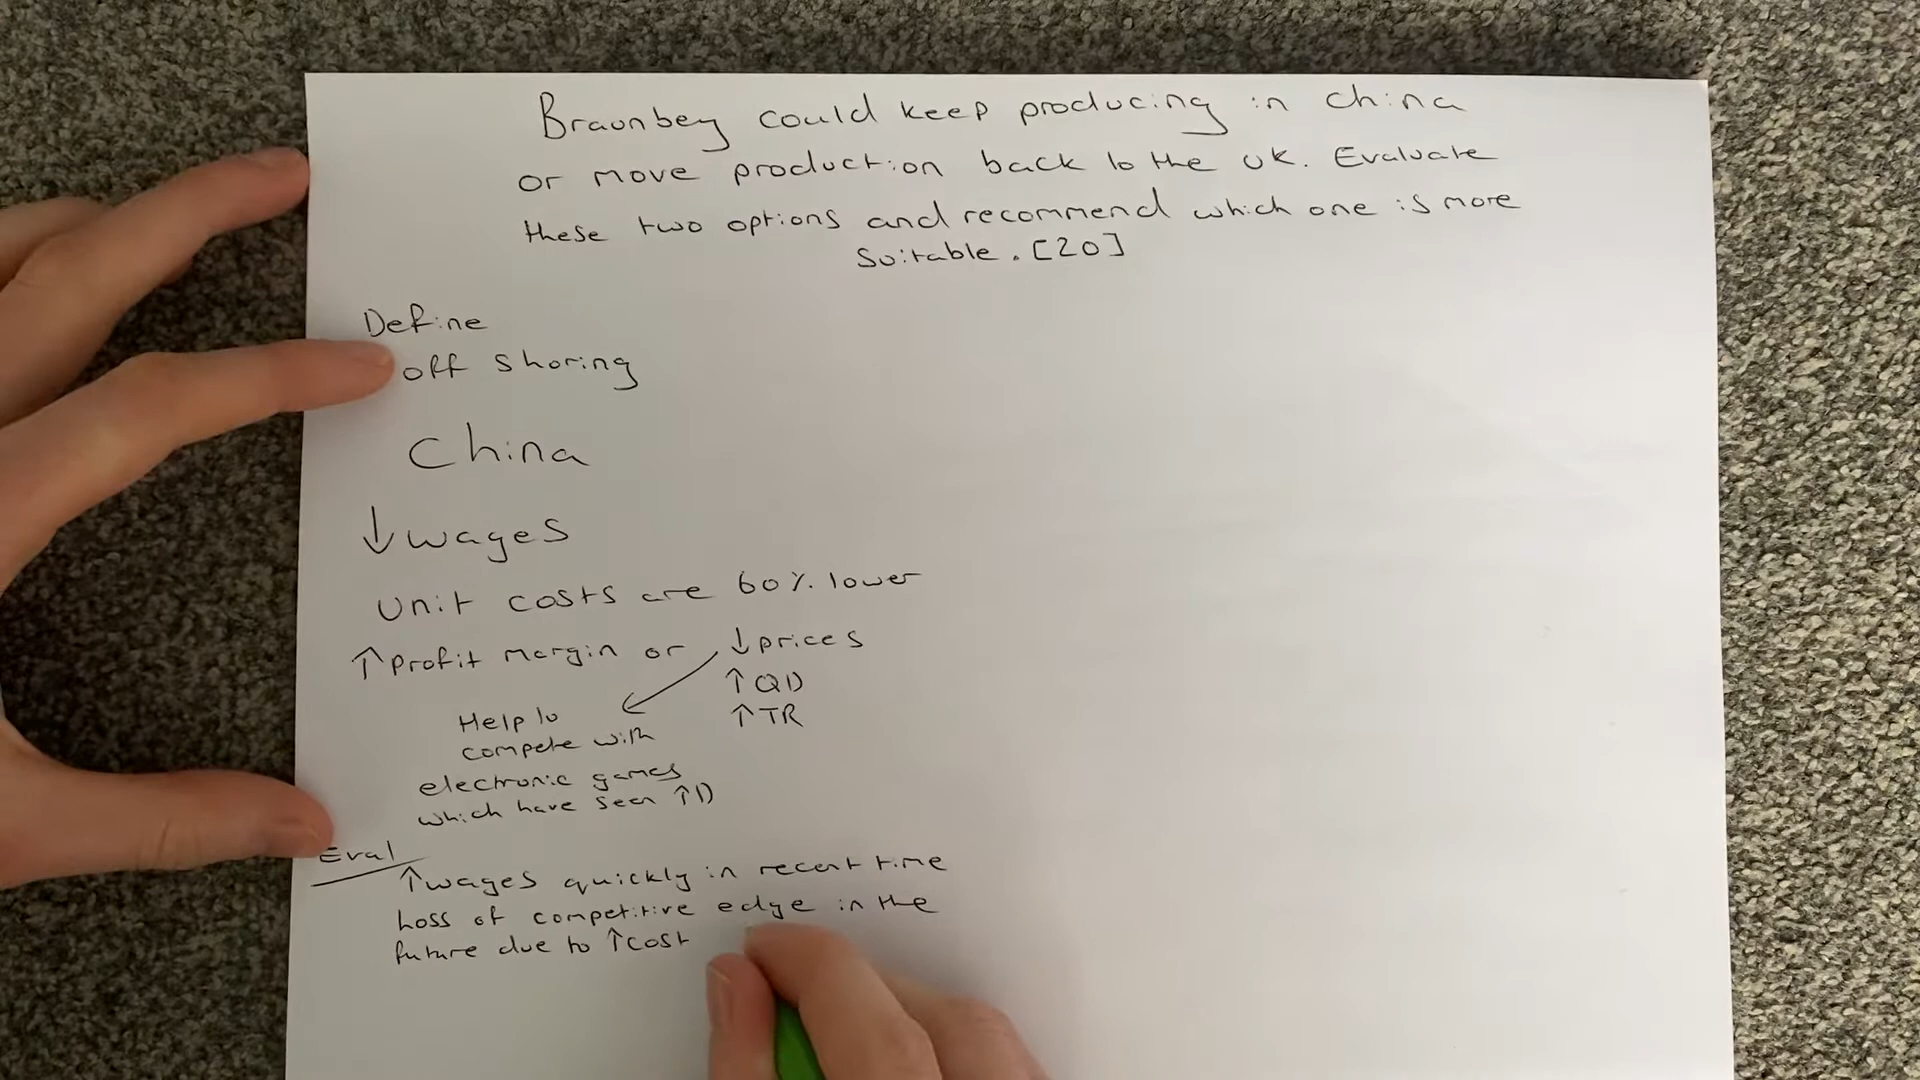 Braonbey could keep producing in China
or move production back to the UK. Evaluate
these two options and recommend which one is more
suitable. [20]
Define
off shoring
China
↓ wages
Unit costs are 60% lower
↑ profit margin or ↓ prices
↑ QD
↑ TR
Help to
compete with
electronic games
which have seen ↑D
Eval
↑ wages quickly in recent time
Loss of competitive edge in the
future due to ↑ cost